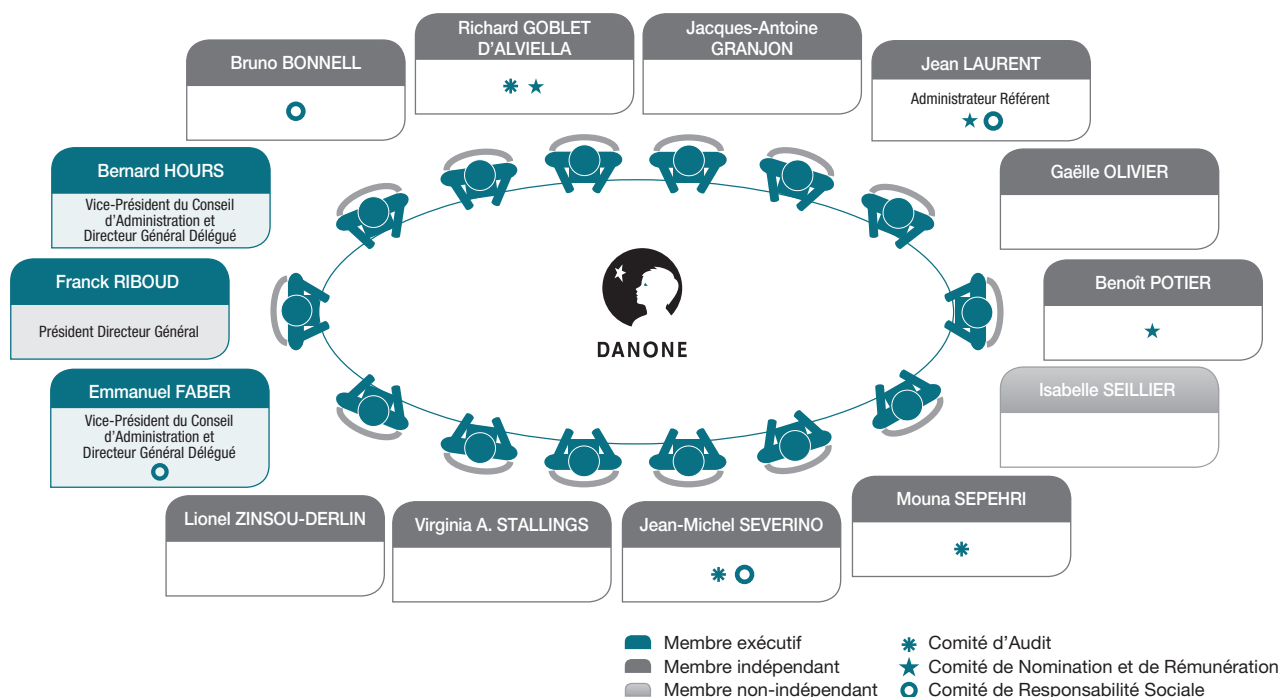 Richard GOBLET
D'ALVIELLA
Jacques-Antoine
GRANJON
Bruno BONNELL
Jean LAURENT
Administrateur Référent
Bernard HOURS
Vice-Président du Conseil
d'Administration et
Directeur Général Délégué
Gaëlle OLIVIER
Franck RIBOUD
Président Directeur Général
Benoît POTIER
DANONE
Emmanuel FABER
Vice-Président du Conseil
d'Administration et
Directeur Général Délégué
Isabelle SEILLIER
Lionel ZINSOU-DERLIN
Virginia A. STALLINGS
Jean-Michel SEVERINO
Mouna SEPEHRI
Membre exécutif
Membre indépendant
Membre non-indépendant
Comité d'Audit
Comité de Nomination et de Rémunération
Comité de Responsabilité Sociale